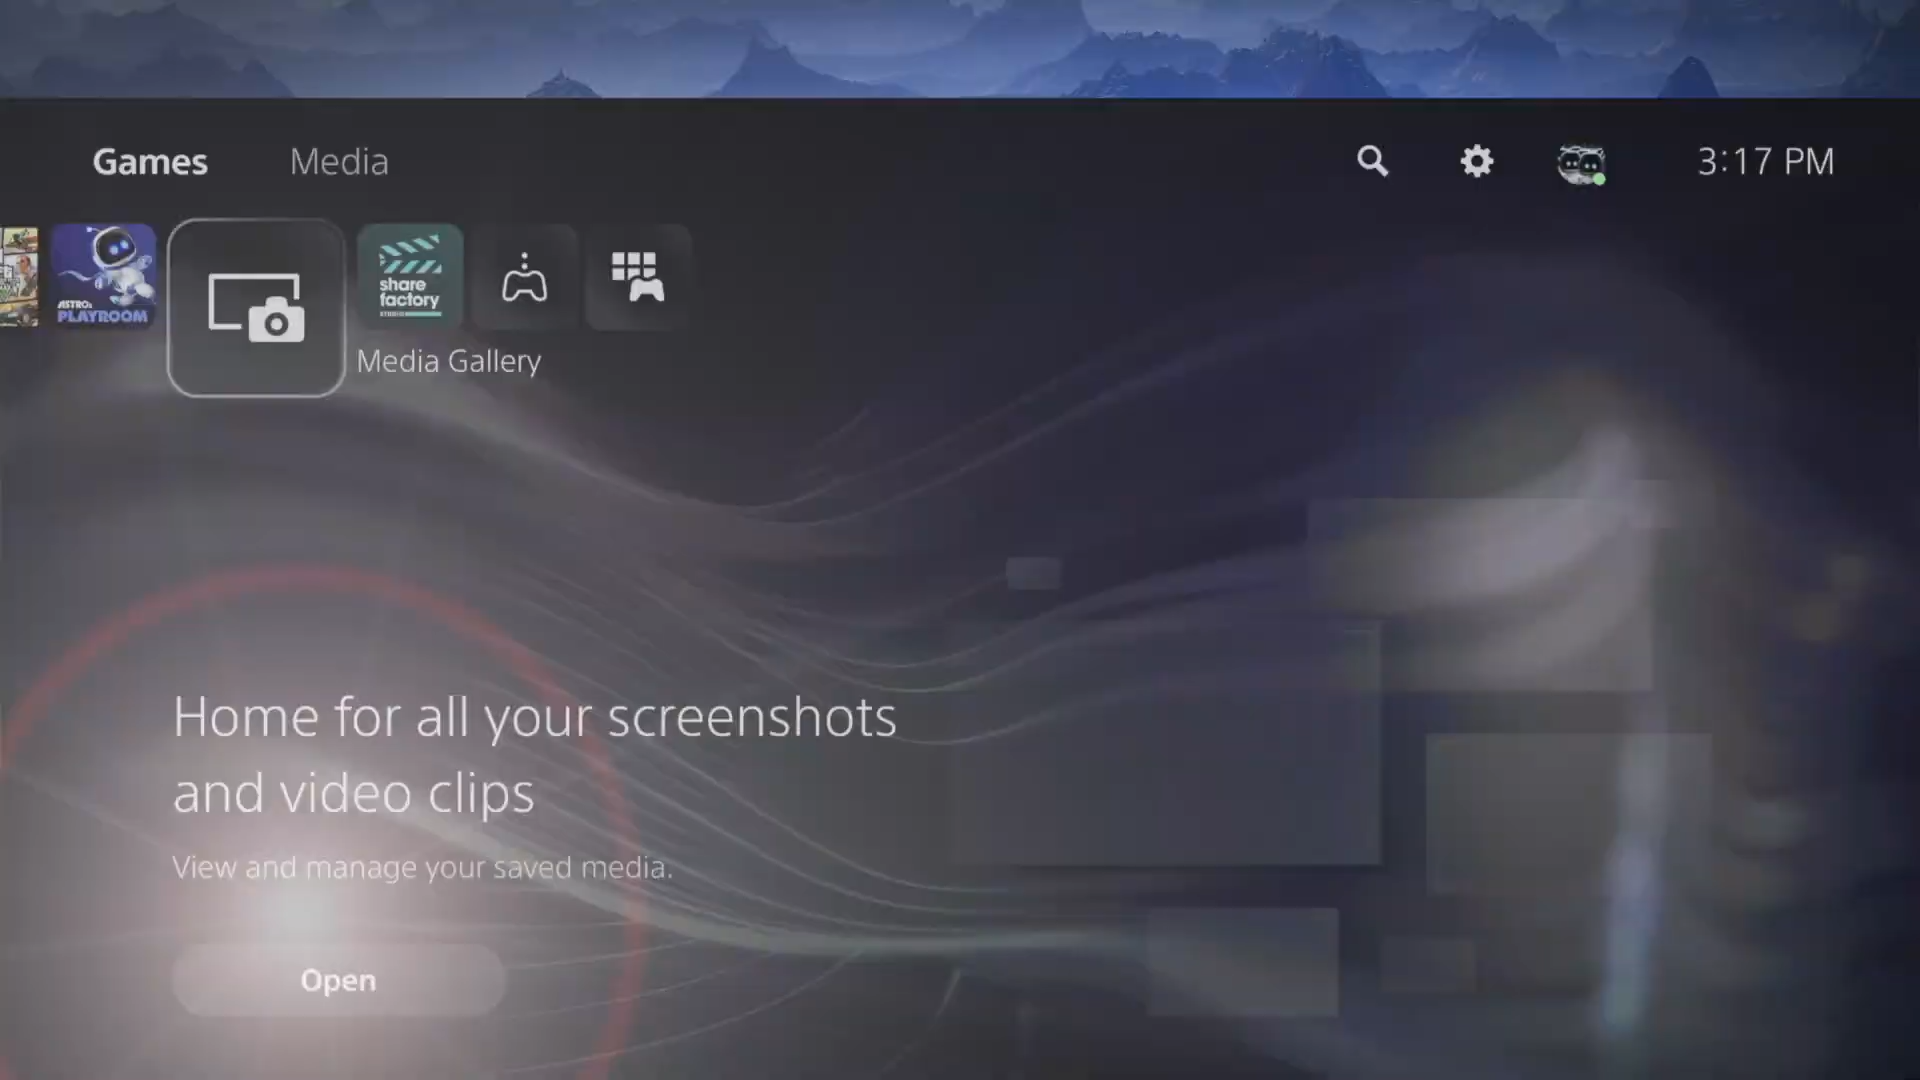 Games Media 3:17 PM
ASTRO's
PLAYROOM
share
factory
STUDIO
Media Gallery
Home for all your screenshots
and video clips
View and manage your saved media.
Open